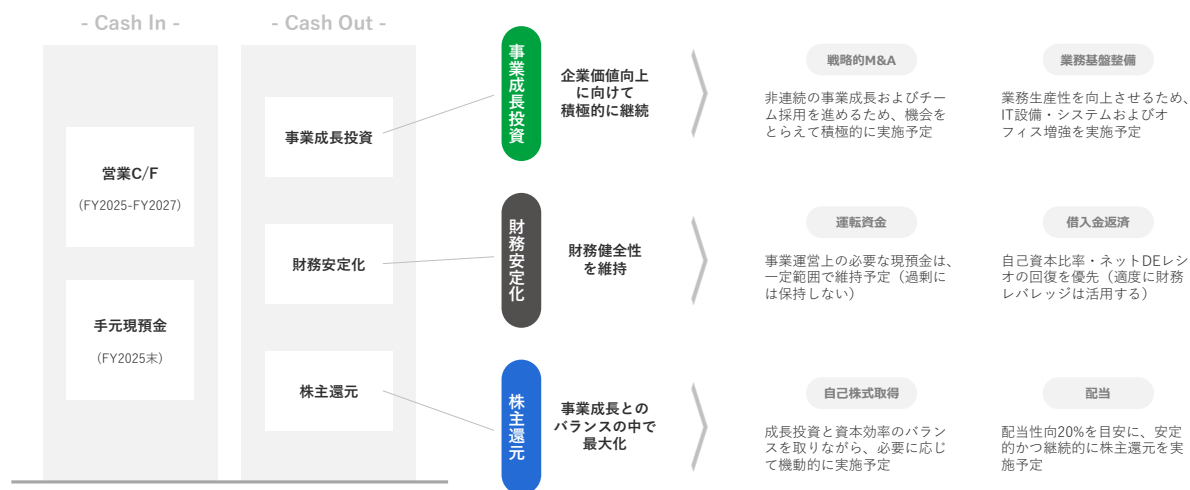 - Cash In -
- Cash Out -
営業C/F
(FY2025-FY2027)
手元現預金
(FY2025末)
事業成長投資
財務安定化
株主還元
事業成長投資
企業価値向上
に向けて
積極的に継続
戦略的M&A
非連続の事業成長およびチー
ム採用を進めるため、機会を
とらえて積極的に実施予定
業務基盤整備
業務生産性を向上させるため、
IT設備・システムおよびオ
フィス増強を実施予定
財務安定化
財務健全性
を維持
運転資金
事業運営上の必要な現預金は、
一定範囲で維持予定（過剰に
は保持しない）
借入金返済
自己資本比率・ネットDEレシ
オの回復を優先（適度に財務
レバレッジは活用する）
株主還元
事業成長との
バランスの中で
最大化
自己株式取得
成長投資と資本効率のバラン
スを取りながら、必要に応じ
て機動的に実施予定
配当
配当性向20%を目安に、安定
的かつ継続的に株主還元を実
施予定